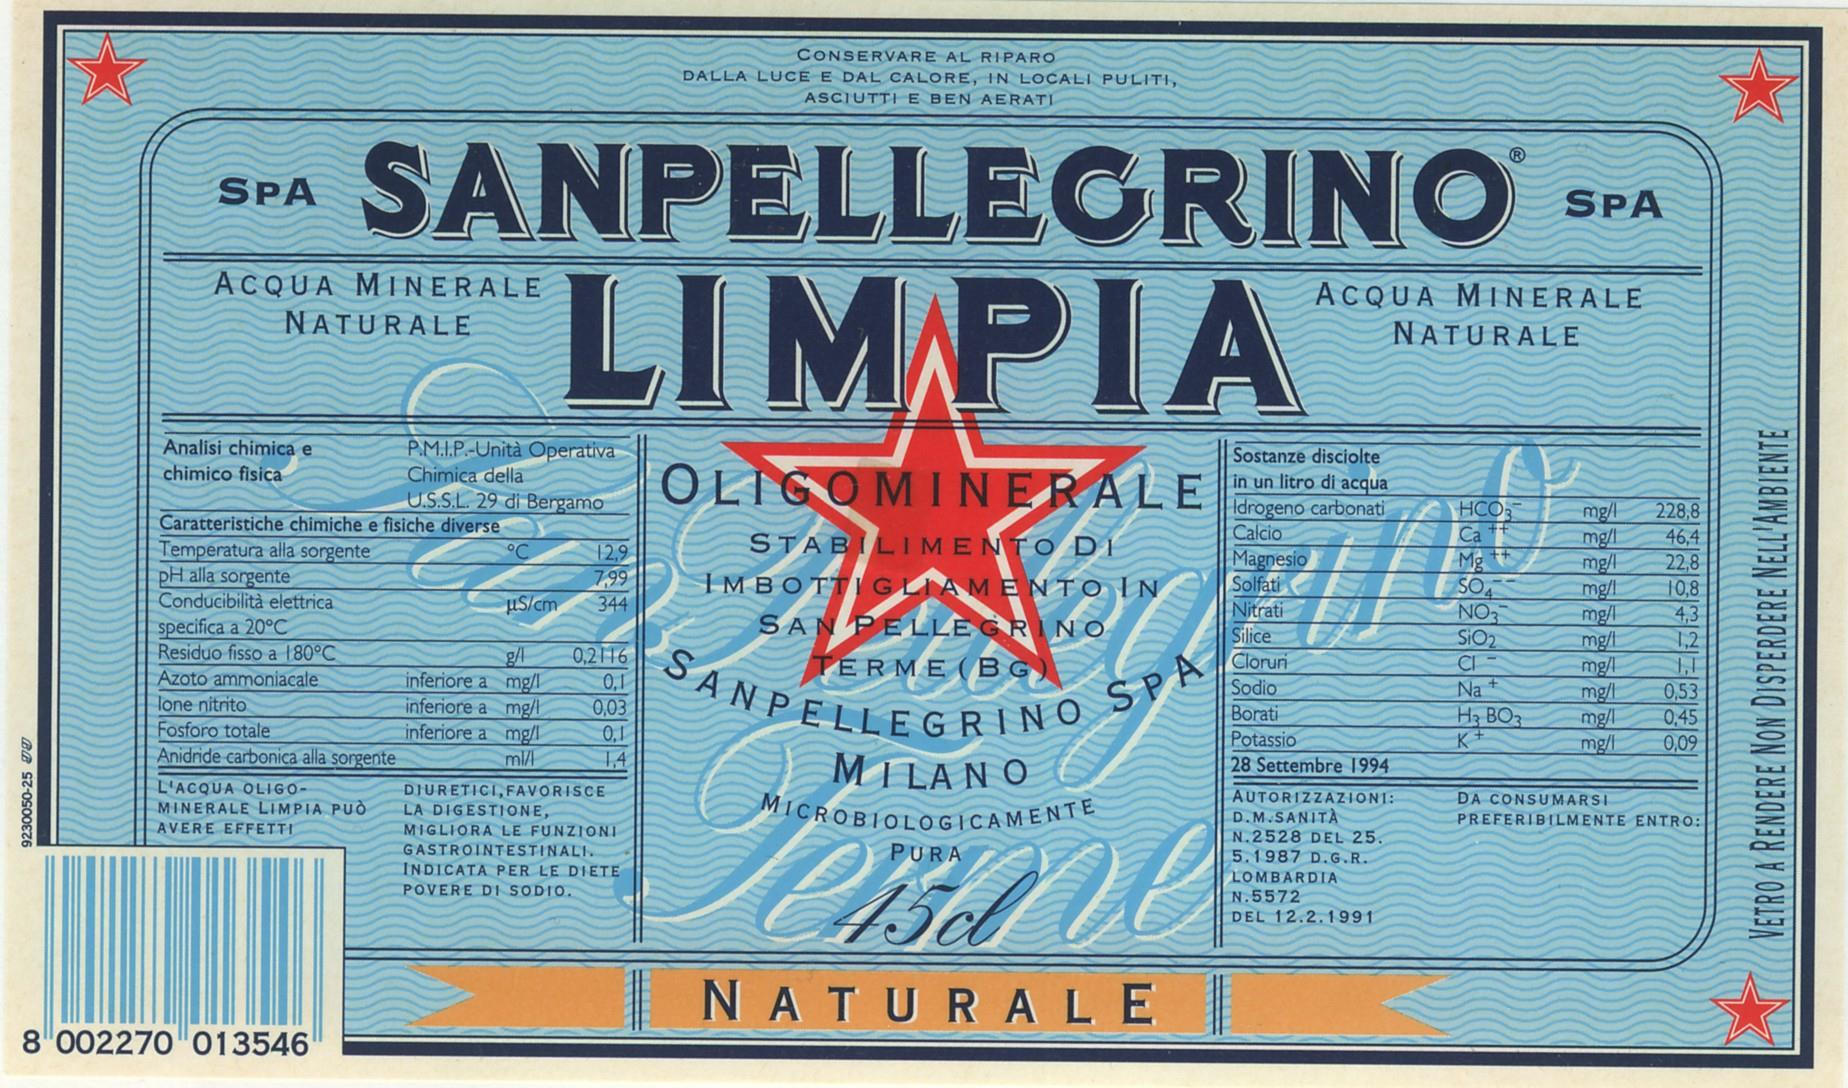 CONSERVARE AL RIPARO
DALLA LUCE E DAL CALORE, IN LOCALI PULITI,
ASCIUTTI E BEN AERATI
SPA SANPELLEGRINO® SPA
LIMPIA
ACQUA MINERALE
NATURALE
ACQUA MINERALE
NATURALE
Analisi chimica e P.M.I.P.-Unità Operativa
chimico fisica Chimica della
U.S.S.L. 29 di Bergamo
Caratteristiche chimiche e fisiche diverse
Temperatura alla sorgente °C 12,9
pH alla sorgente 7,99
Conducibilità elettrica µS/cm 344
specifica a 20°C
Residuo fisso a 180°C g/l 0,2116
Azoto ammoniacale inferiore a mg/l 0,1
Ione nitrito inferiore a mg/l 0,03
Fosforo totale inferiore a mg/l 0,1
Anidride carbonica alla sorgente ml/l 1,4
L'ACQUA OLIGO-
MINERALE LIMPIA PUÒ
AVERE EFFETTI
DIURETICI,FAVORISCE
LA DIGESTIONE,
MIGLIORA LE FUNZIONI
GASTROINTESTINALI.
INDICATA PER LE DIETE
POVERE DI SODIO.
San Pellegrino
Terme
OLIGOMINERALE
STABILIMENTO DI
IMBOTTIGLIAMENTO IN
SAN PELLEGRINO
TERME (BG)
SANPELLEGRINO SPA
MILANO
MICROBIOLOGICAMENTE
PURA
45cl
Sostanze disciolte
in un litro di acqua
Idrogeno carbonati HCO3- mg/l 228,8
Calcio Ca++ mg/l 46,4
Magnesio Mg++ mg/l 22,8
Solfati SO4-- mg/l 10,8
Nitrati NO3- mg/l 4,3
Silice SiO2 mg/l 1,2
Cloruri Cl- mg/l 1,1
Sodio Na+ mg/l 0,53
Borati H3 BO3 mg/l 0,45
Potassio K+ mg/l 0,09
28 Settembre 1994
AUTORIZZAZIONI:
D.M.SANITÀ
N.2528 DEL 25.
5.1987 D.G.R.
LOMBARDIA
N.5572
DEL 12.2.1991
DA CONSUMARSI
PREFERIBILMENTE ENTRO:
VETRO A RENDERE NON DISPERDERE NELL'AMBIENTE
NATURALE
9230050-25
8 002270 013546